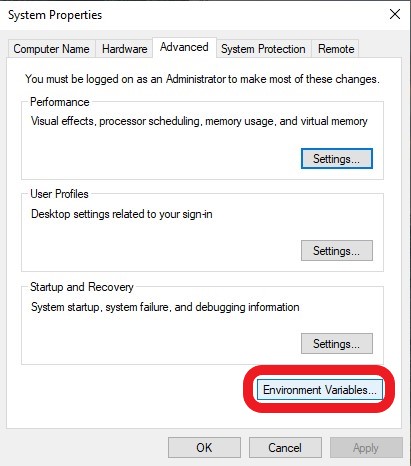 System Properties
Computer Name Hardware Advanced System Protection Remote
You must be logged on as an Administrator to make most of these changes.
Performance
Visual effects, processor scheduling, memory usage, and virtual memory
Settings...
User Profiles
Desktop settings related to your sign-in
Settings...
Startup and Recovery
System startup, system failure, and debugging information
Settings...
Environment Variables...
OK Cancel Apply